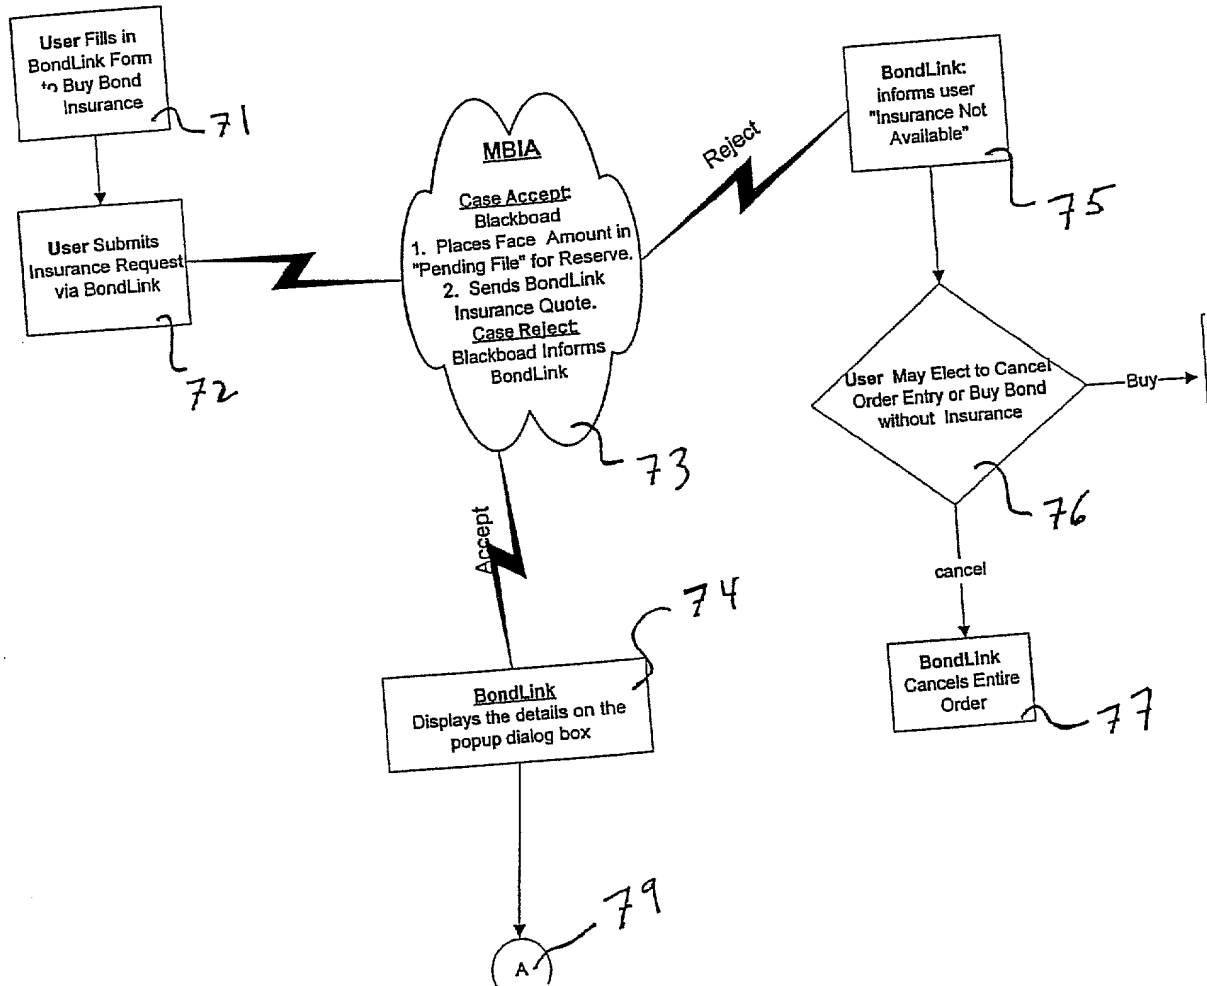 User Fills in
BondLink Form
to Buy Bond
Insurance
71
User Submits
Insurance Request
via BondLink
72
MBIA
Case Accept:
Blackboad
1. Places Face Amount in
"Pending File" for Reserve.
2. Sends BondLink
Insurance Quote.
Case Reject:
Blackboad Informs
BondLink
73
Reject
BondLink:
informs user
"Insurance Not
Available"
75
User May Elect to Cancel
Order Entry or Buy Bond
without Insurance
76
Buy
cancel
BondLink
Cancels Entire
Order
77
Accept
74
BondLink
Displays the details on the
popup dialog box
79
A